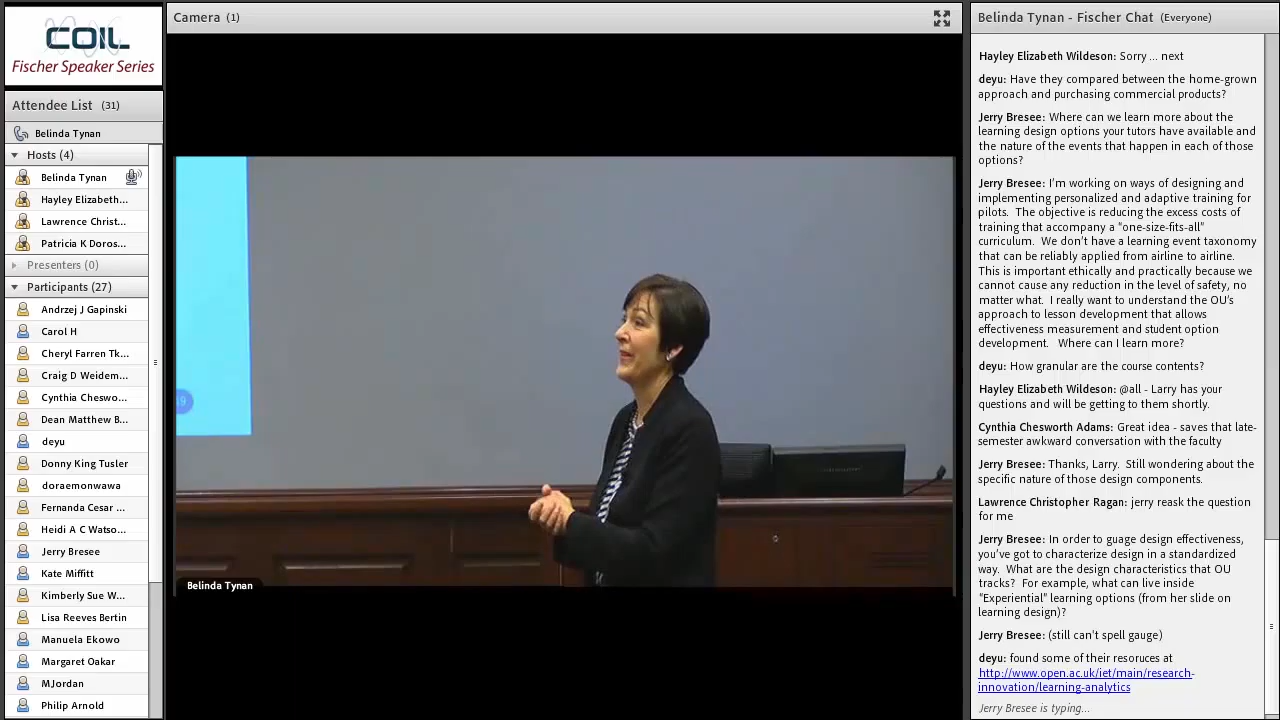 COIL
Fischer Speaker Series
Attendee List (31)
Belinda Tynan
Hosts (4)
Belinda Tynan
Hayley Elizabeth...
Lawrence Christ...
Patricia K Doros...
Presenters (0)
Participants (27)
Andrzej J Gapinski
Carol H
Cheryl Farren Tk...
Craig D Weidem...
Cynthia Cheswo...
Dean Matthew B...
deyu
Donny King Tusler
doraemonwawa
Fernanda Cesar ...
Heidi A C Watso...
Jerry Bresee
Kate Miffitt
Kimberly Sue W...
Lisa Reeves Bertin
Manuela Ekowo
Margaret Oakar
MJordan
Philip Arnold
Camera (1)
49
Belinda Tynan
Belinda Tynan - Fischer Chat (Everyone)
Hayley Elizabeth Wildeson: Sorry ... next
deyu: Have they compared between the home-grown
approach and purchasing commercial products?
Jerry Bresee: Where can we learn more about the
learning design options your tutors have available and
the nature of the events that happen in each of those
options?
Jerry Bresee: I'm working on ways of designing and
implementing personalized and adaptive training for
pilots. The objective is reducing the excess costs of
training that accompany a "one-size-fits-all"
curriculum. We don't have a learning event taxonomy
that can be reliably applied from airline to airline.
This is important ethically and practically because we
cannot cause any reduction in the level of safety, no
matter what. I really want to understand the OU's
approach to lesson development that allows
effectiveness measurement and student option
development. Where can I learn more?
deyu: How granular are the course contents?
Hayley Elizabeth Wildeson: @all - Larry has your
questions and will be getting to them shortly.
Cynthia Chesworth Adams: Great idea - saves that late-
semester awkward conversation with the faculty
Jerry Bresee: Thanks, Larry. Still wondering about the
specific nature of those design components.
Lawrence Christopher Ragan: jerry reask the question
for me
Jerry Bresee: In order to guage design effectiveness,
you've got to characterize design in a standardized
way. What are the design characteristics that OU
tracks? For example, what can live inside
"Experiential" learning options (from her slide on
learning design)?
Jerry Bresee: (still can't spell gauge)
deyu: found some of their resoruces at
http://www.open.ac.uk/iet/main/research-
innovation/learning-analytics
Jerry Bresee is typing...